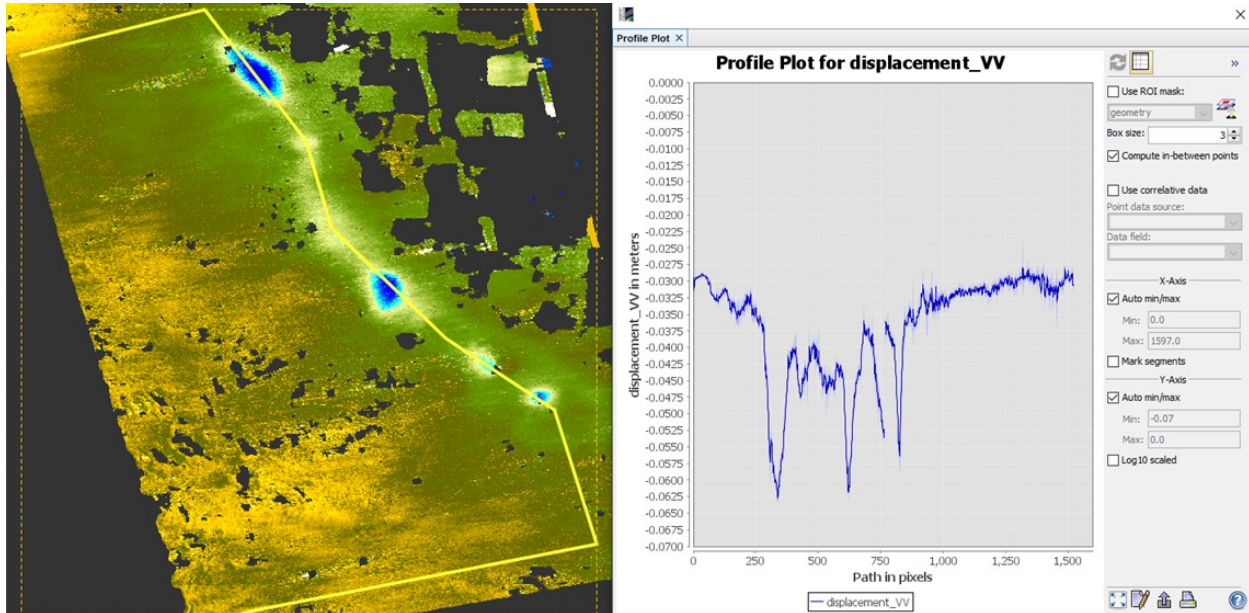 Profile Plot ×
Profile Plot for displacement_VV
0.0000
-0.0025
-0.0050
-0.0075
-0.0100
-0.0125
-0.0150
-0.0175
-0.0200
-0.0225
-0.0250
-0.0275
-0.0300
-0.0325
-0.0350
-0.0375
-0.0400
-0.0425
-0.0450
-0.0475
-0.0500
-0.0525
-0.0550
-0.0575
-0.0600
-0.0625
-0.0650
-0.0675
-0.0700
displacement_VV in meters
0 250 500 750 1,000 1,250 1,500
Path in pixels
displacement_VV
»
Use ROI mask:
geometry
Box size: 3
Compute in-between points
Use correlative data
Point data source:
Data field:
X-Axis
Auto min/max
Min: 0.0
Max: 1597.0
Mark segments
Y-Axis
Auto min/max
Min: -0.07
Max: 0.0
Log10 scaled